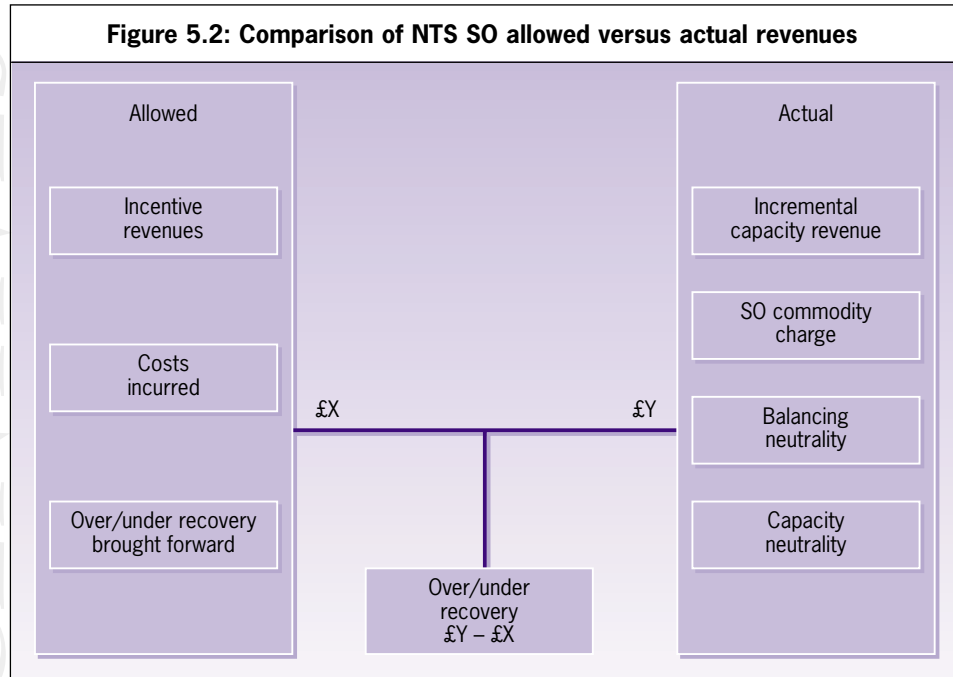 Figure 5.2: Comparison of NTS SO allowed versus actual revenues
Allowed
Incentive
revenues
Costs
incurred
Over/under recovery
brought forward
£X
£Y
Over/under
recovery
£Y – £X
Actual
Incremental
capacity revenue
SO commodity
charge
Balancing
neutrality
Capacity
neutrality